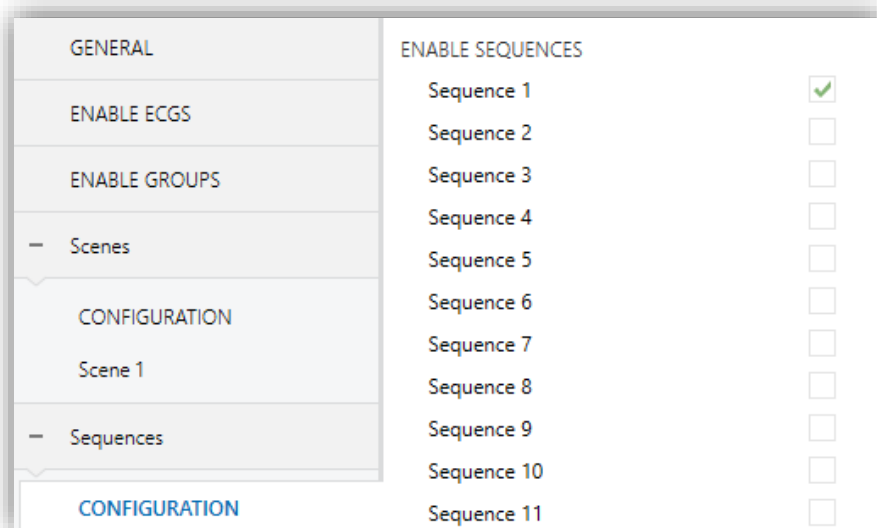 GENERAL
ENABLE ECGS
ENABLE GROUPS
Scenes
CONFIGURATION
Scene 1
Sequences
CONFIGURATION
ENABLE SEQUENCES
Sequence 1
Sequence 2
Sequence 3
Sequence 4
Sequence 5
Sequence 6
Sequence 7
Sequence 8
Sequence 9
Sequence 10
Sequence 11